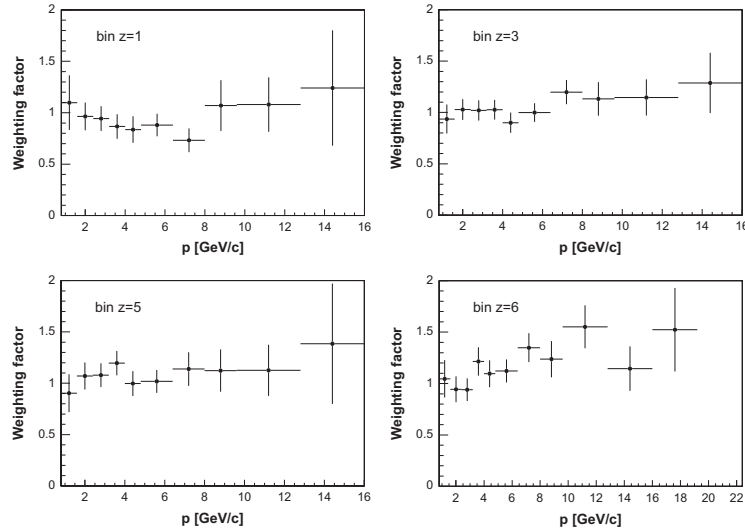 2
1.5
1
0.5
0
Weighting factor
bin z=1
2 4 6 8 10 12 14 16
p [GeV/c]
2
1.5
1
0.5
0
Weighting factor
bin z=3
2 4 6 8 10 12 14 16
p [GeV/c]
2
1.5
1
0.5
0
Weighting factor
bin z=5
2 4 6 8 10 12 14 16
p [GeV/c]
2
1.5
1
0.5
0
Weighting factor
bin z=6
2 4 6 8 10 12 14 16 18 20 22
p [GeV/c]